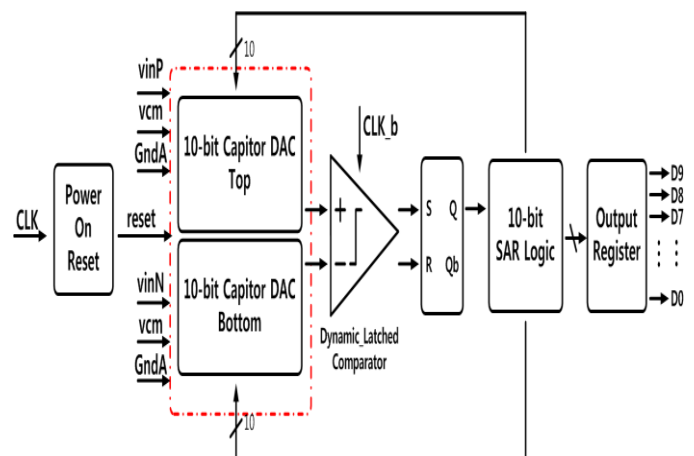 10
vinP
vcm
GndA
10-bit Capitor DAC
Top
CLK_b
CLK
Power
On
Reset
reset
+
S Q
R Qb
10-bit
SAR Logic
Output
Register
D9
D8
D7
D0
vinN
vcm
GndA
10-bit Capitor DAC
Bottom
Dynamic_Latched
Comparator
10